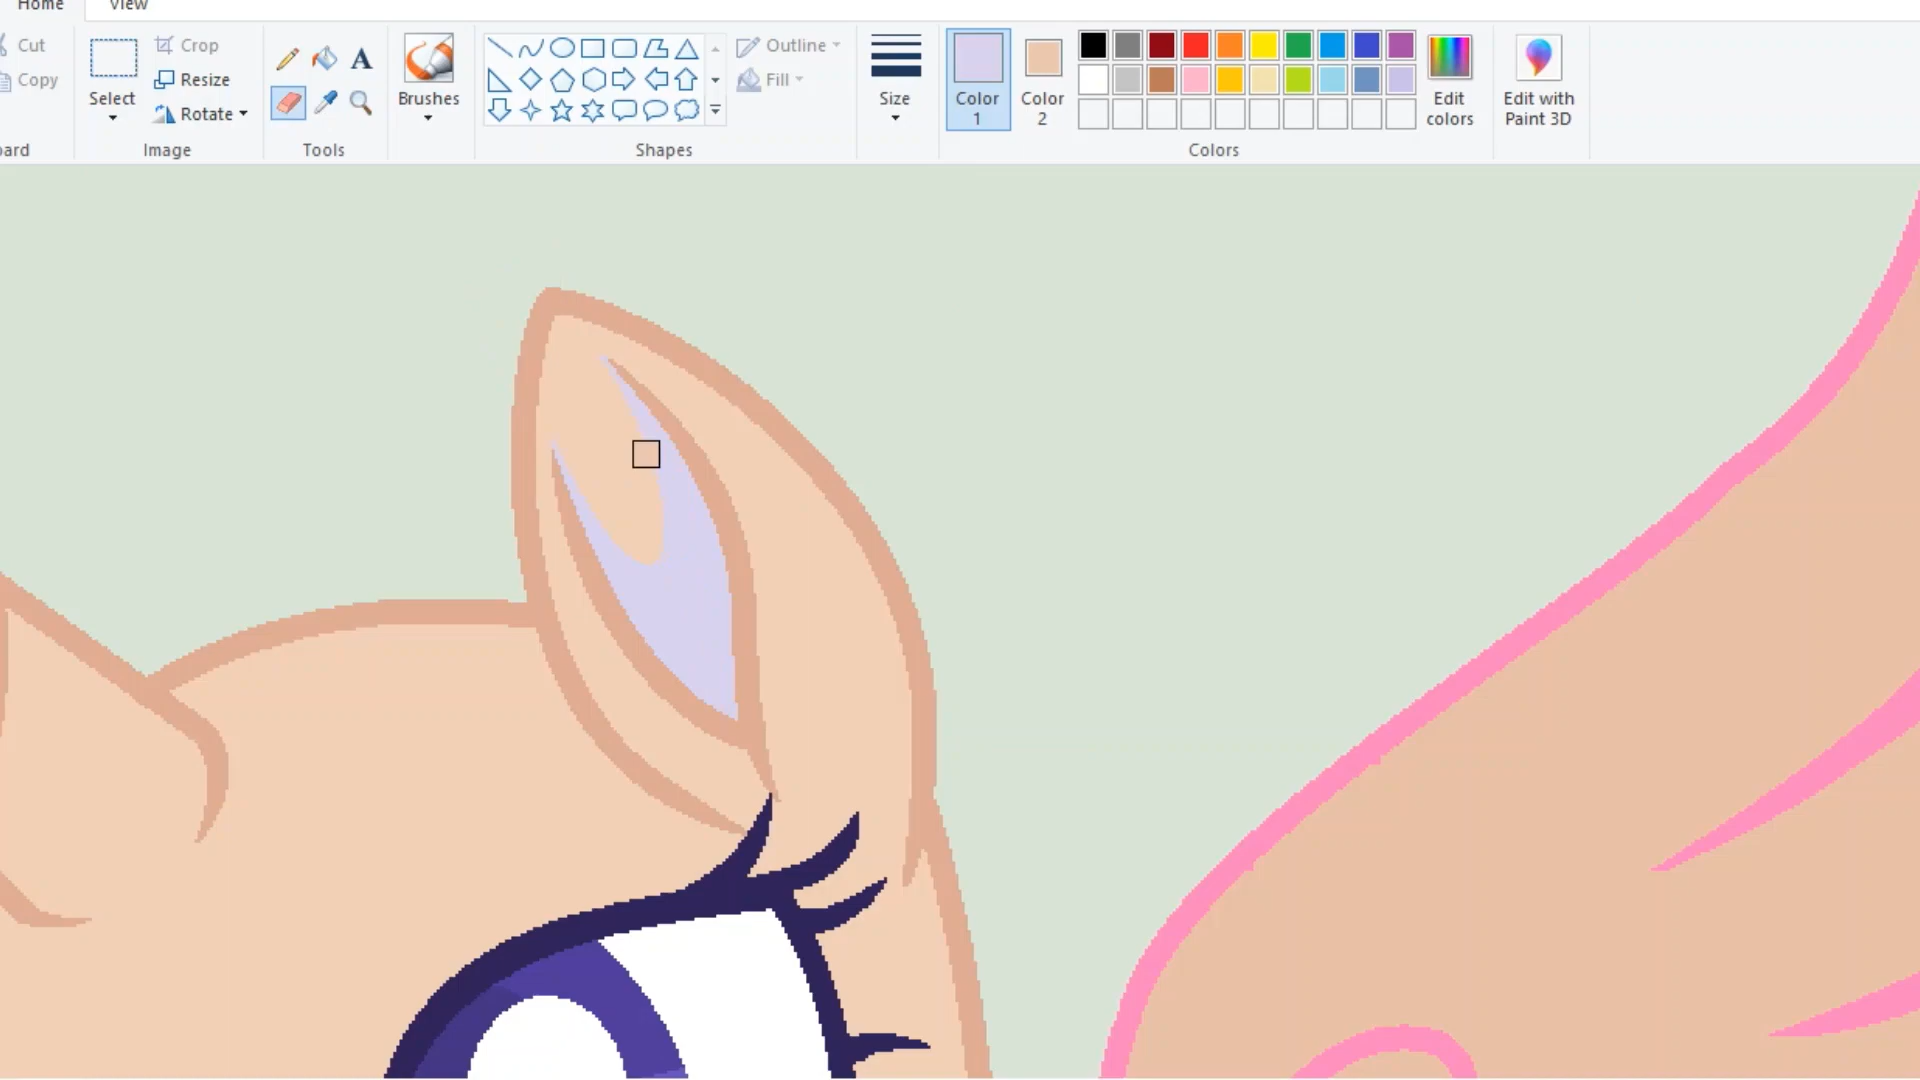 Home View
Cut
Copy
Select
Crop
Resize
Rotate
Image
A
Tools
Brushes
Shapes
Outline
Fill
Size
Color
1
Color
2
Colors
Edit
colors
Edit with
Paint 3D